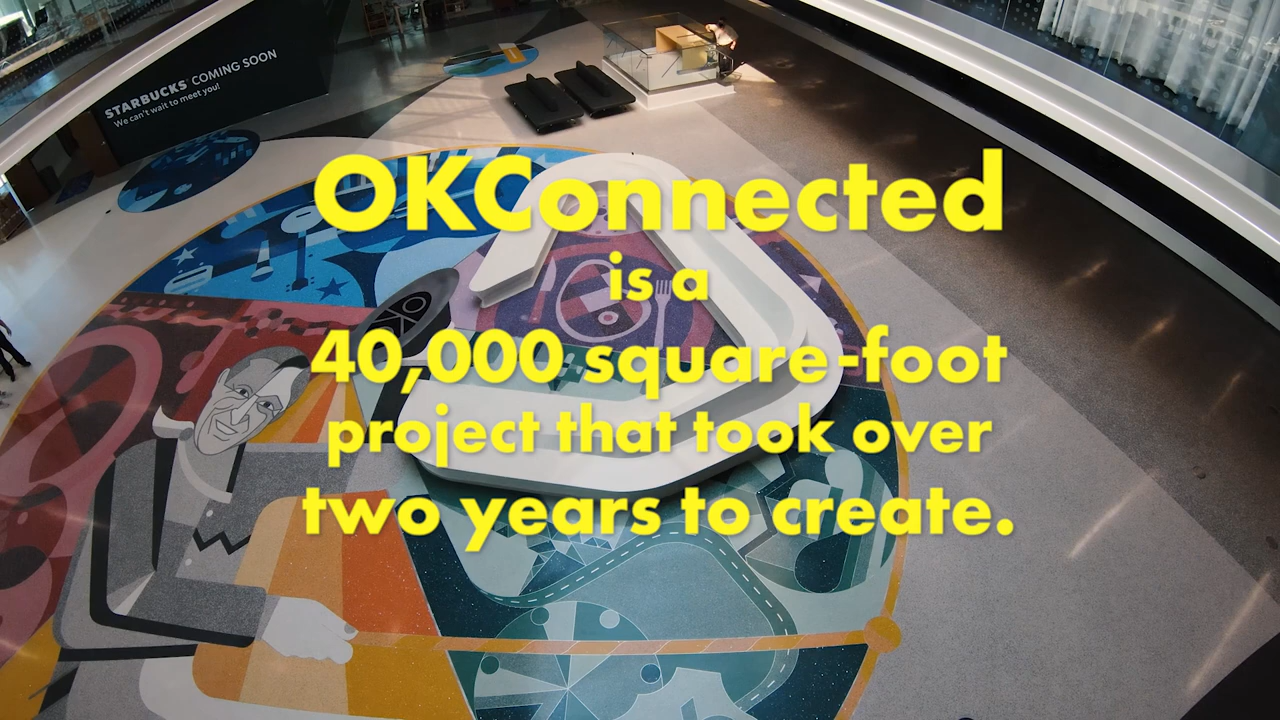 STARBUCKS COMING SOON
We can't wait to meet you!
OKConnected
is a
40,000 square-foot
project that took over
two years to create.